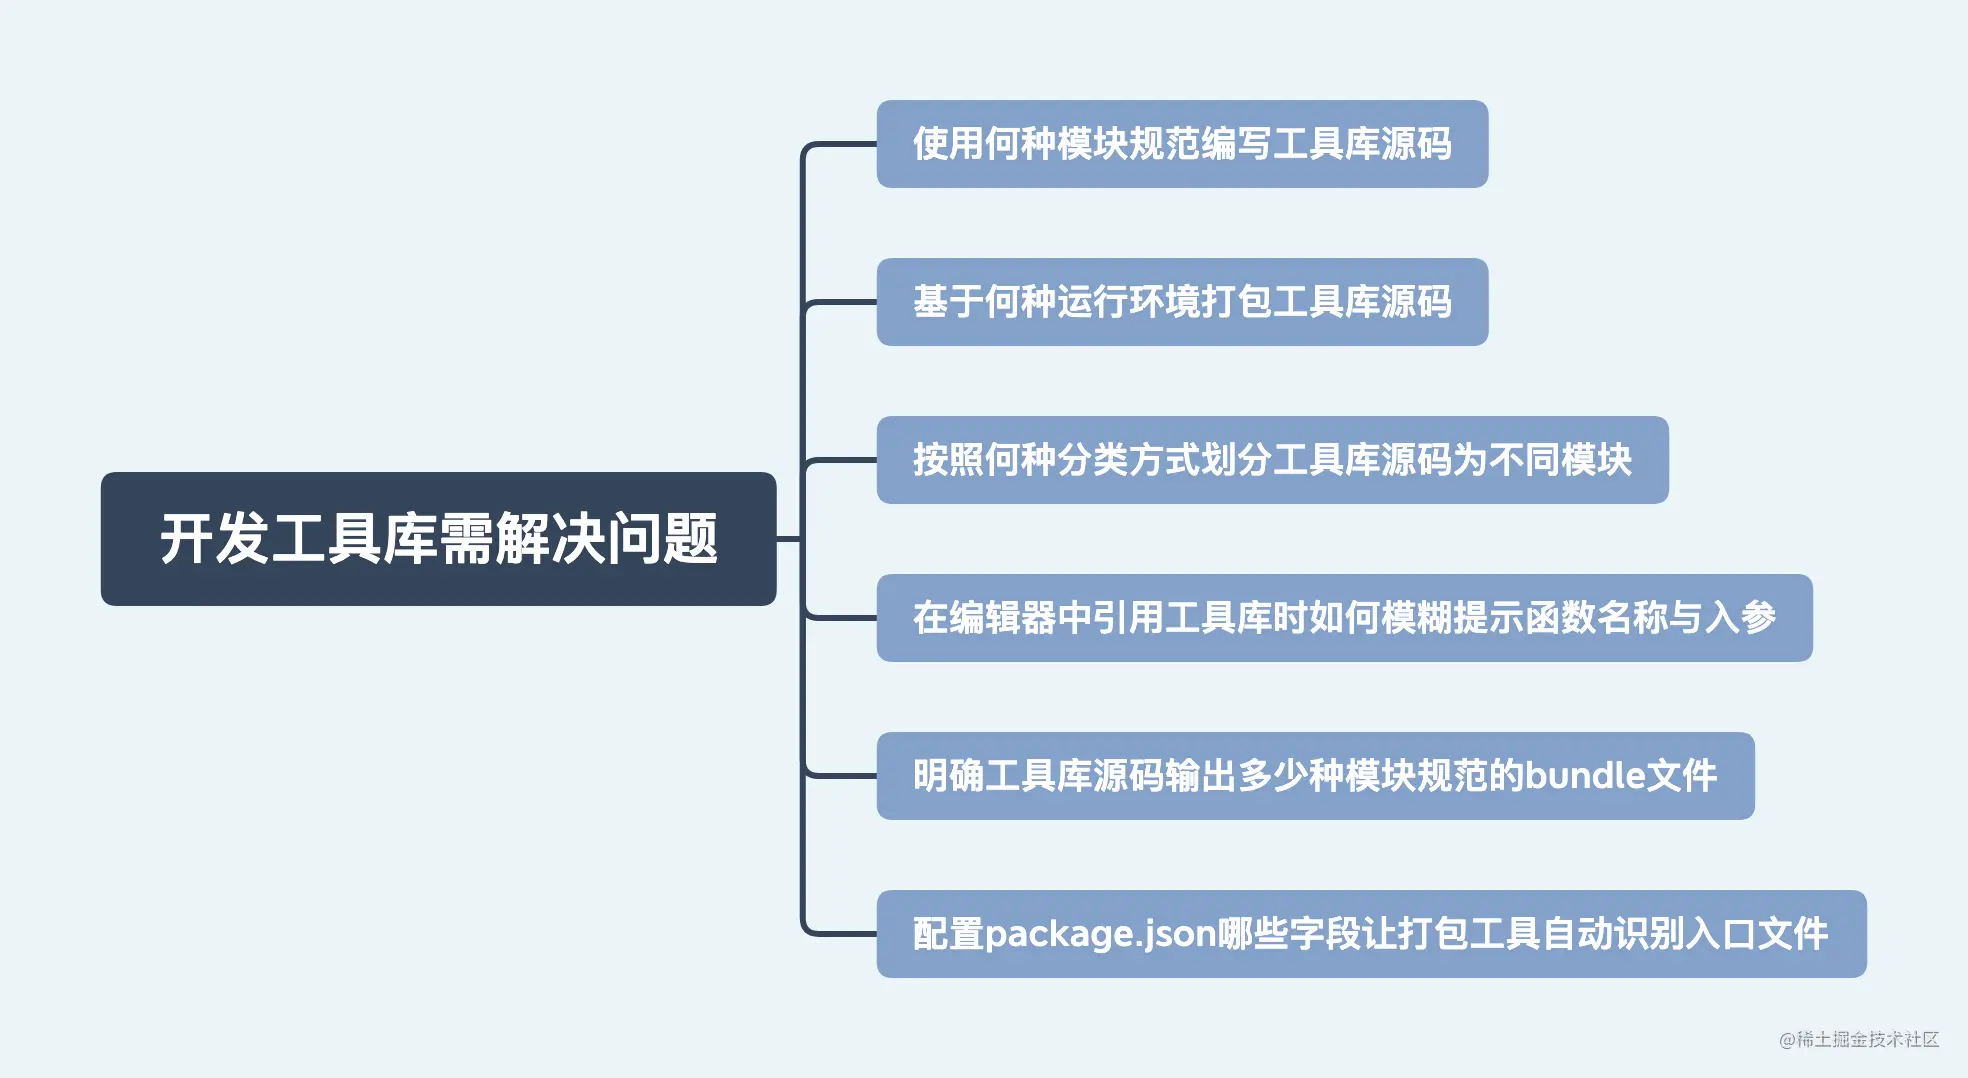 使用何种模块规范编写工具库源码
基于何种运行环境打包工具库源码
按照何种分类方式划分工具库源码为不同模块
开发工具库需解决问题
在编辑器中引用工具库时如何模糊提示函数名称与入参
明确工具库源码输出多少种模块规范的bundle文件
配置package.json哪些字段让打包工具自动识别入口文件
@稀土掘金技术社区